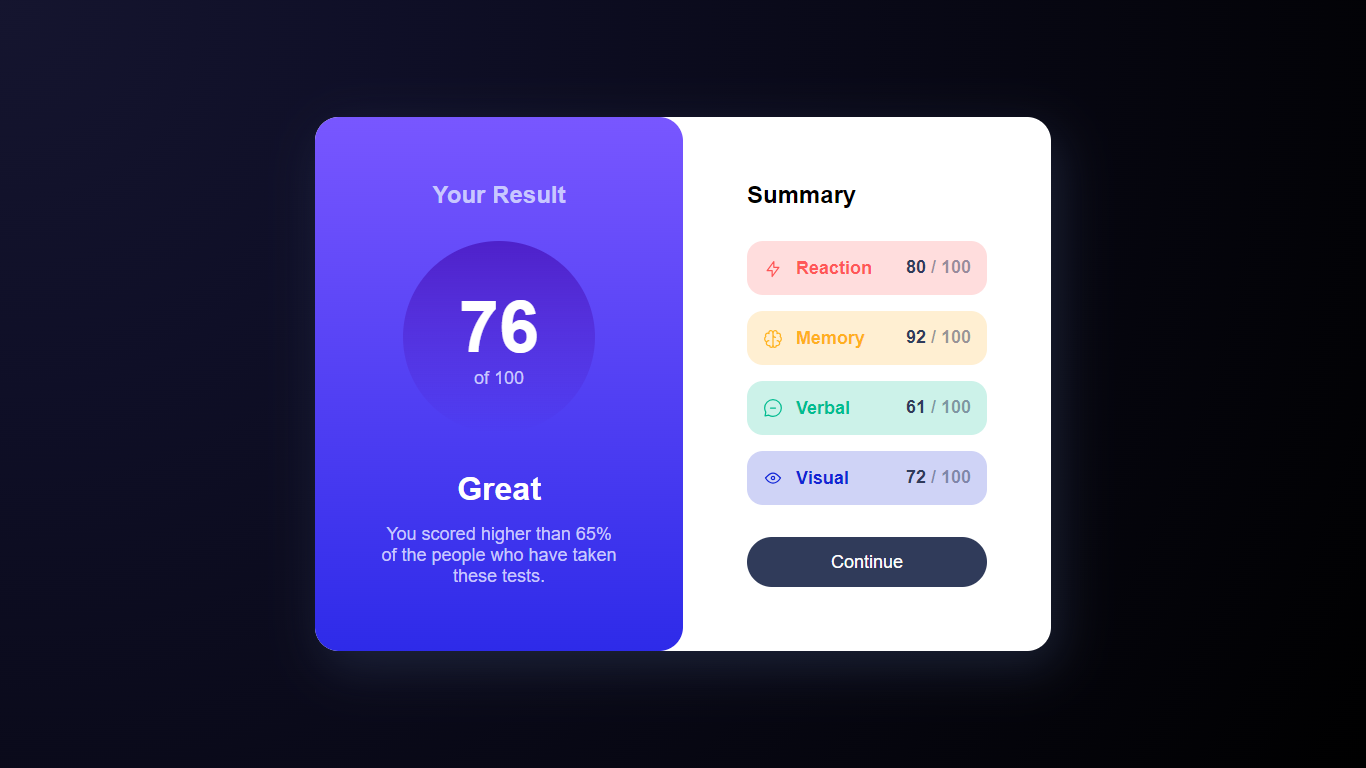 Your Result
76
of 100
Great
You scored higher than 65%
of the people who have taken
these tests.
Summary
Reaction 80 / 100
Memory 92 / 100
Verbal 61 / 100
Visual 72 / 100
Continue